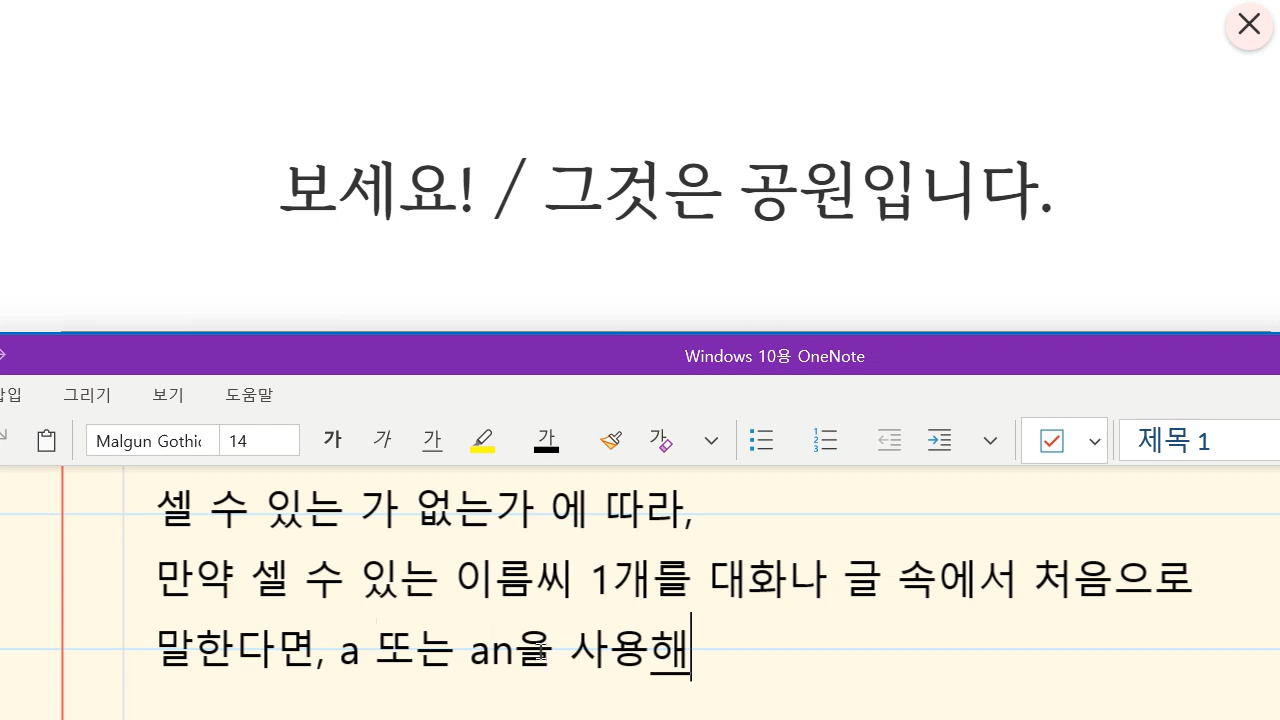 보세요! / 그것은 공원입니다.
Windows 10용 OneNote
삽입 그리기 보기 도움말
Malgun Gothic 14 가 가 가 가 가 제목 1
셀 수 있는 가 없는가 에 따라,
만약 셀 수 있는 이름씨 1개를 대화나 글 속에서 처음으로
말한다면, a 또는 an을 사용해